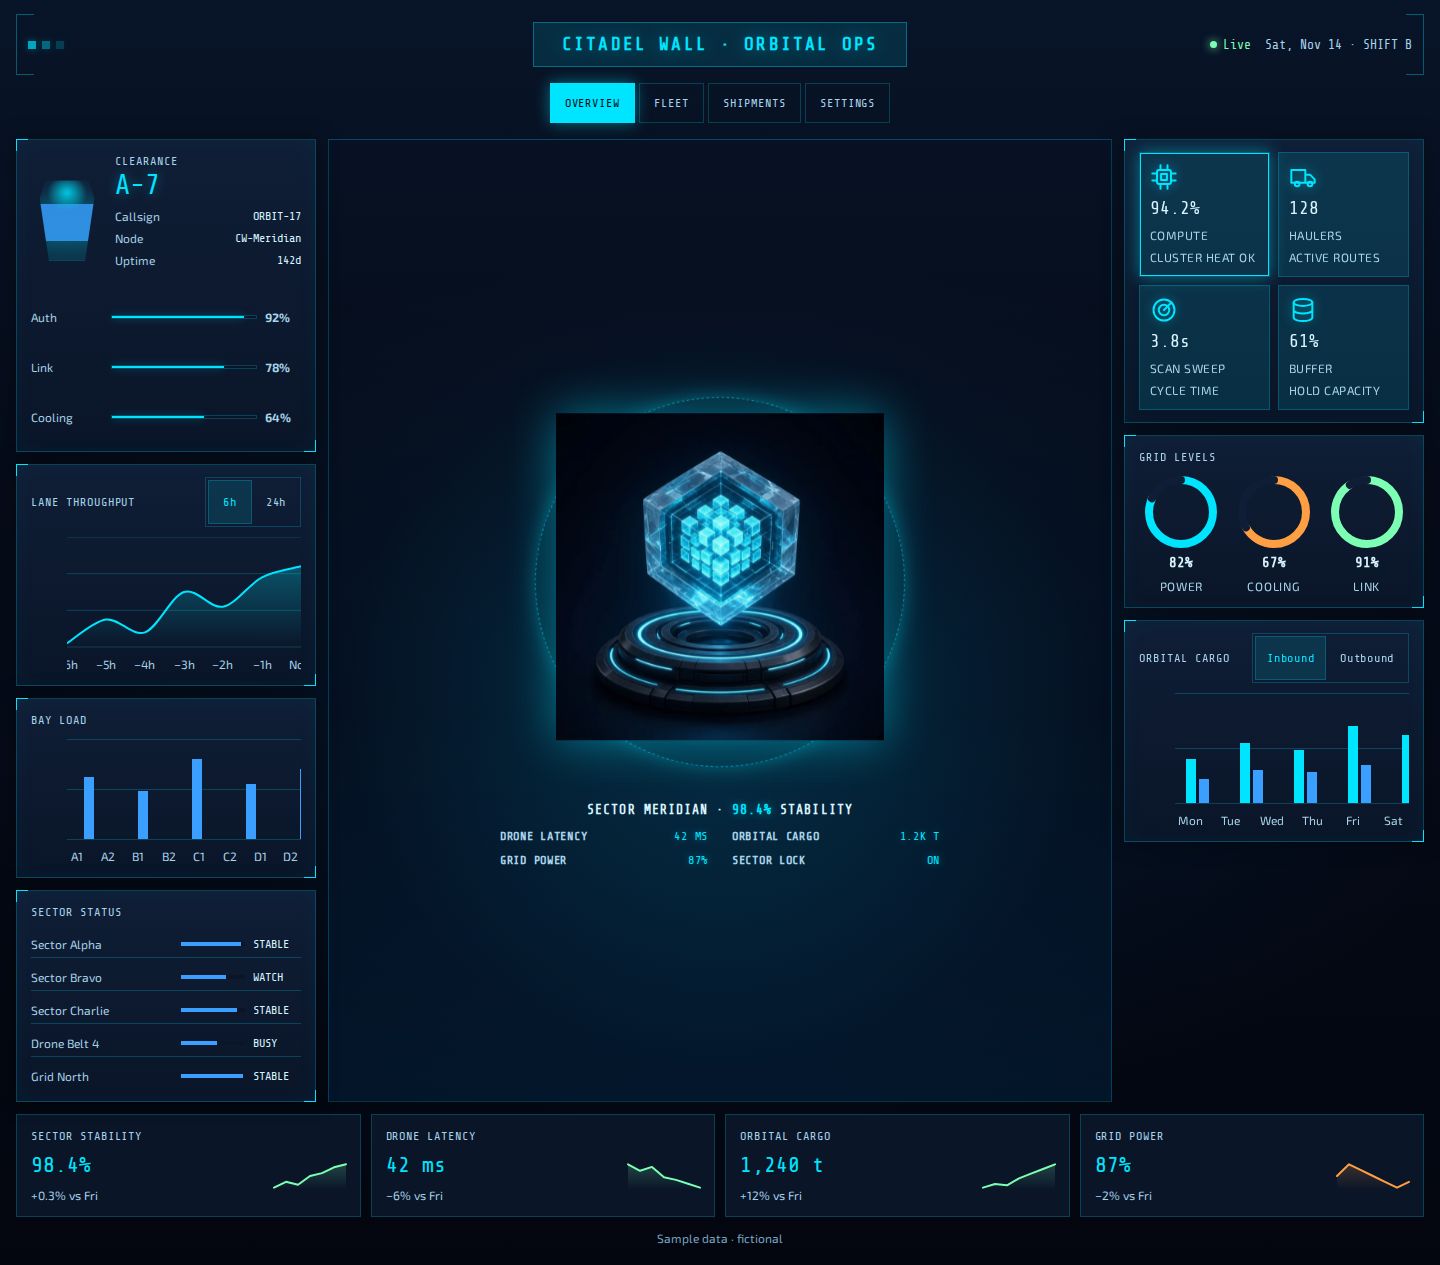 CITADEL WALL · ORBITAL OPS
Live Sat, Nov 14 · SHIFT B
OVERVIEW FLEET SHIPMENTS SETTINGS
CLEARANCE
A-7
Callsign ORBIT-17
Node CW-Meridian
Uptime 142d
Auth 92%
Link 78%
Cooling 64%
LANE THROUGHPUT 6h 24h
−5h −4h −3h −2h −1h
BAY LOAD
A1 A2 B1 B2 C1 C2 D1 D2
SECTOR STATUS
Sector Alpha STABLE
Sector Bravo WATCH
Sector Charlie STABLE
Drone Belt 4 BUSY
Grid North STABLE
SECTOR MERIDIAN · 98.4% STABILITY
DRONE LATENCY 42 MS ORBITAL CARGO 1.2K T
GRID POWER 87% SECTOR LOCK ON
94.2%
COMPUTE
CLUSTER HEAT OK
128
HAULERS
ACTIVE ROUTES
3.8s
SCAN SWEEP
CYCLE TIME
61%
BUFFER
HOLD CAPACITY
GRID LEVELS
82% 67% 91%
POWER COOLING LINK
ORBITAL CARGO Inbound Outbound
Mon Tue Wed Thu Fri Sat
SECTOR STABILITY
98.4%
+0.3% vs Fri
DRONE LATENCY
42 ms
−6% vs Fri
ORBITAL CARGO
1,240 t
+12% vs Fri
GRID POWER
87%
−2% vs Fri
Sample data · fictional